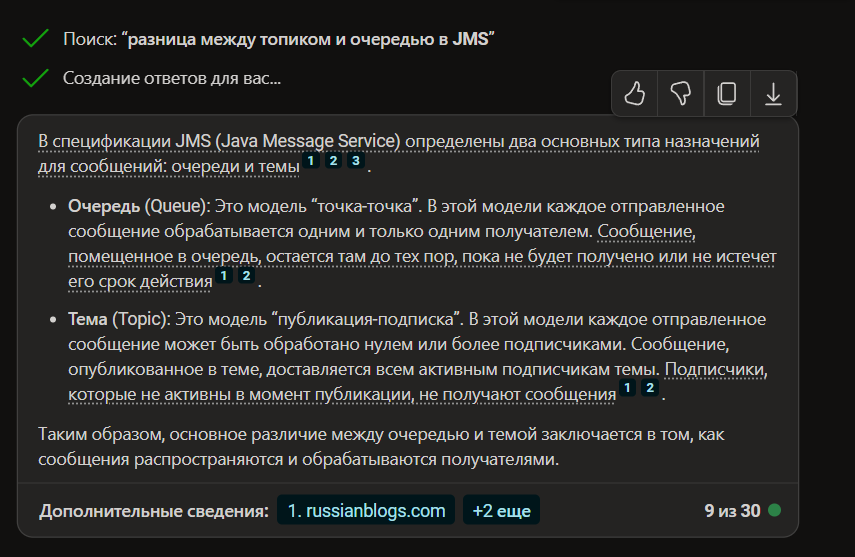 Поиск: “разница между топиком и очередью в JMS”
Создание ответов для вас...
В спецификации JMS (Java Message Service) определены два основных типа назначений
для сообщений: очереди и темы 1 2 3 .
• Очередь (Queue): Это модель “точка-точка”. В этой модели каждое отправленное
сообщение обрабатывается одним и только одним получателем. Сообщение,
помещенное в очередь, остается там до тех пор, пока не будет получено или не истечет
его срок действия 1 2 .
• Тема (Topic): Это модель “публикация-подписка”. В этой модели каждое отправленное
сообщение может быть обработано нулем или более подписчиками. Сообщение,
опубликованное в теме, доставляется всем активным подписчикам темы. Подписчики,
которые не активны в момент публикации, не получают сообщения 1 2 .
Таким образом, основное различие между очередью и темой заключается в том, как
сообщения распространяются и обрабатываются получателями.
Дополнительные сведения: 1. russianblogs.com +2 еще 9 из 30